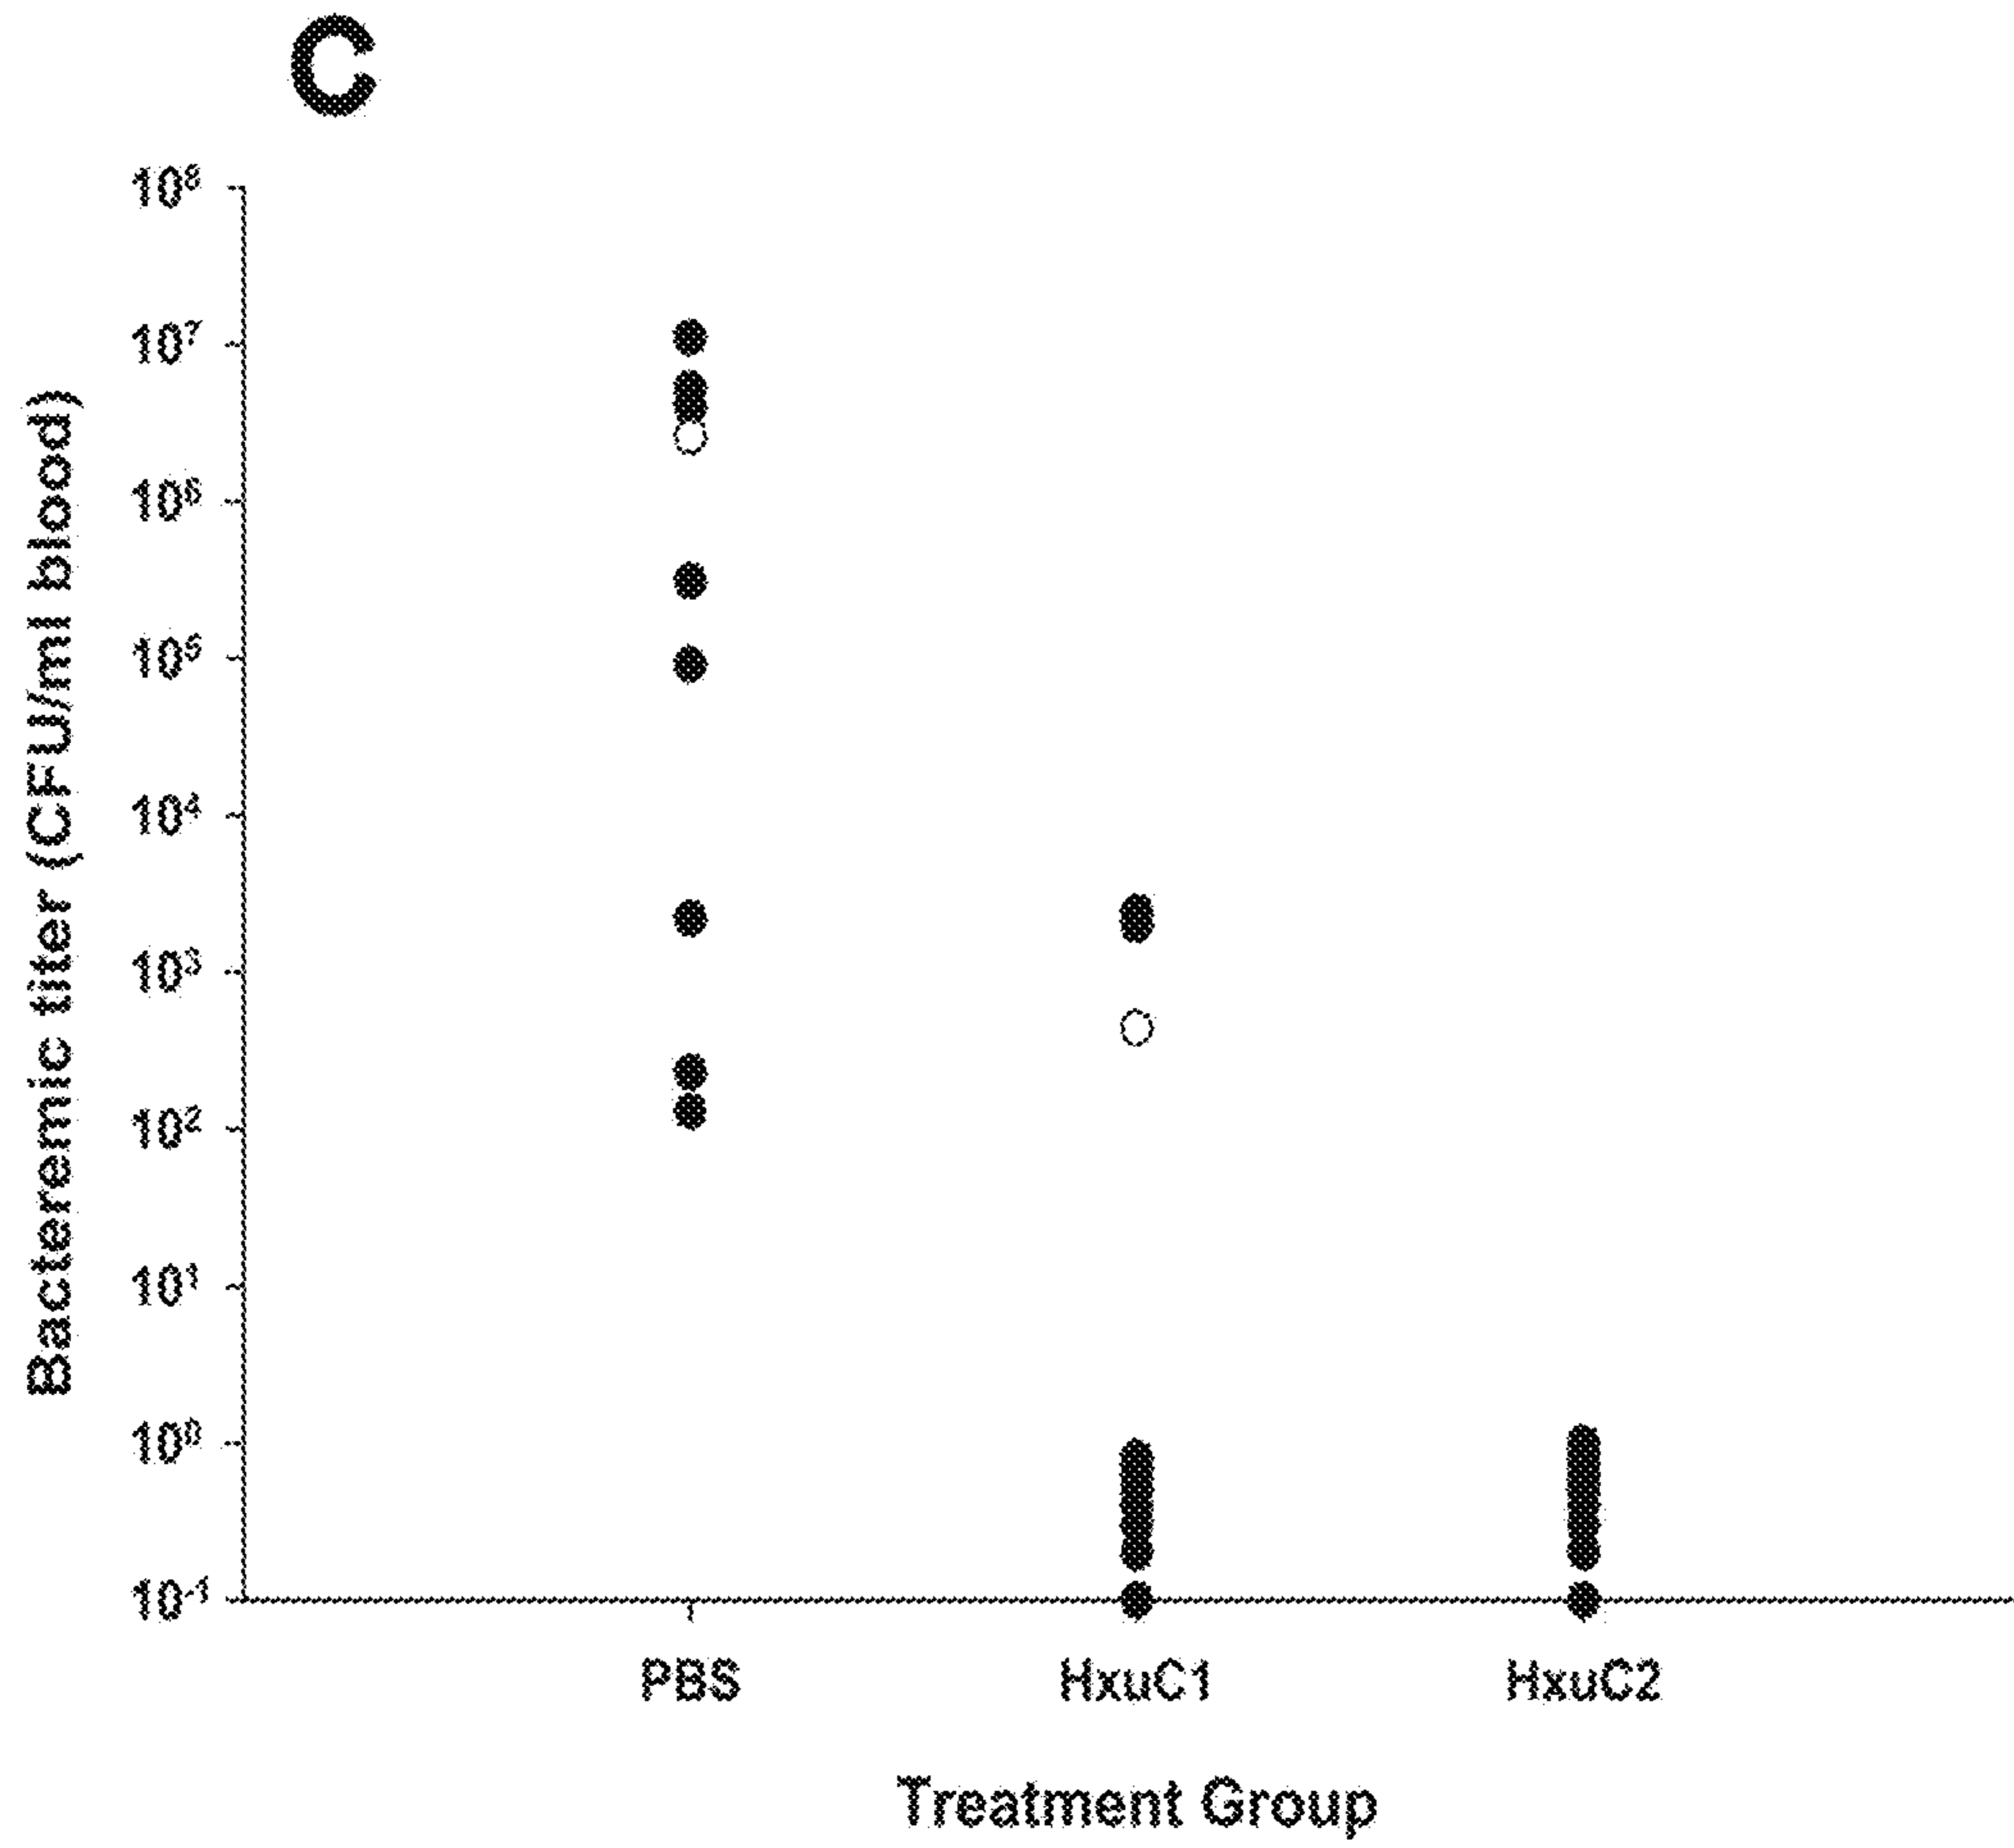 C
10⁸
10⁷
10⁶
10⁵
10⁴
10³
10²
10¹
10⁰
10⁻¹
Bacteremic titer (CFU/ml blood)
PBS HxuC1 HxuC2
Treatment Group